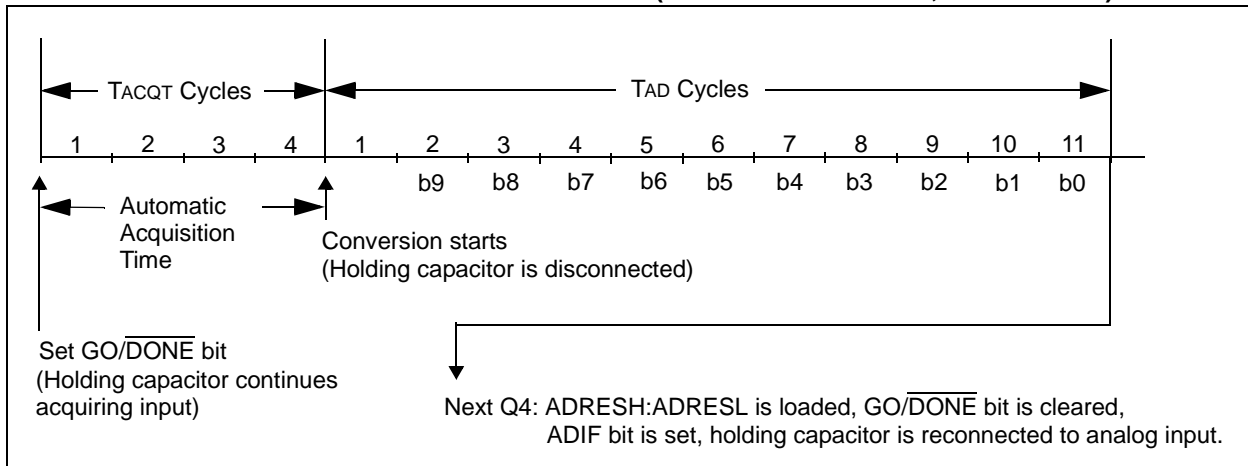 TACQT Cycles TAD Cycles
1 2 3 4 1 2 3 4 5 6 7 8 9 10 11
b9 b8 b7 b6 b5 b4 b3 b2 b1 b0
Automatic
Acquisition
Time
Conversion starts
(Holding capacitor is disconnected)
Set GO/DONE bit
(Holding capacitor continues
acquiring input)
Next Q4: ADRESH:ADRESL is loaded, GO/DONE bit is cleared,
ADIF bit is set, holding capacitor is reconnected to analog input.